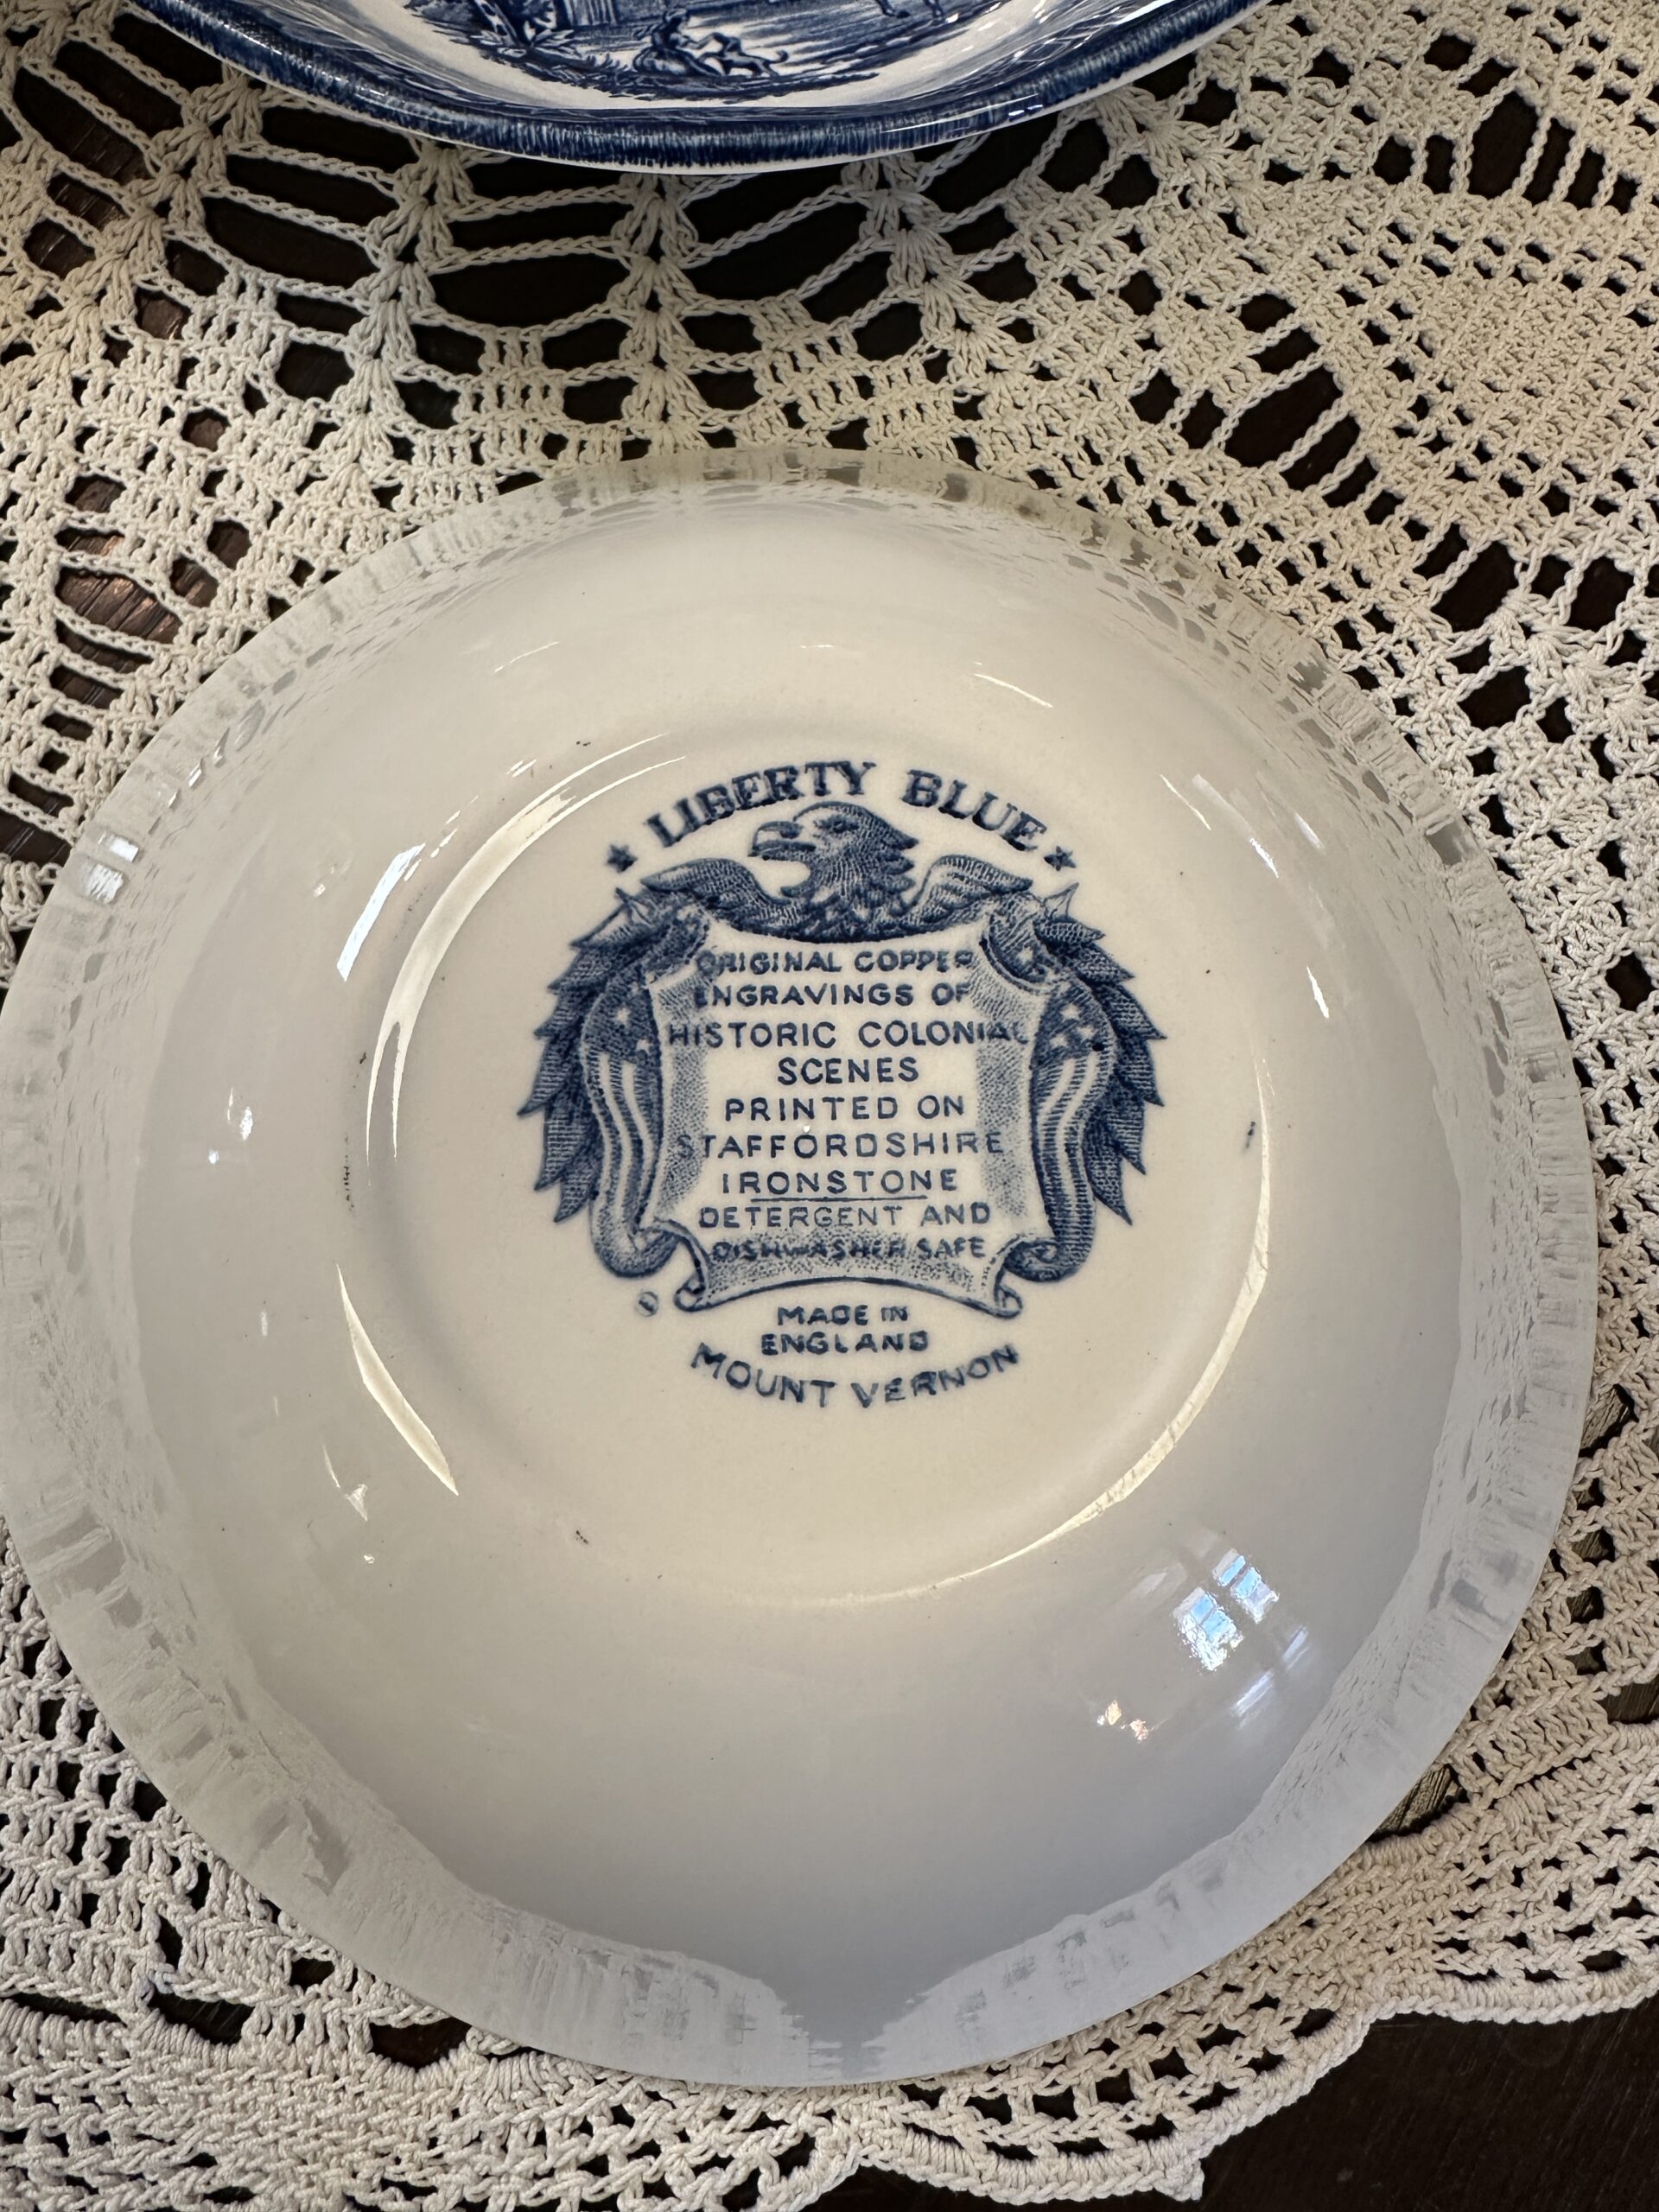 ★ LIBERTY BLUE ★
ORIGINAL COPPER
ENGRAVINGS OF
HISTORIC COLONIAL
SCENES
PRINTED ON
STAFFORDSHIRE
IRONSTONE
DETERGENT AND
DISHWASHER SAFE
MADE IN
ENGLAND
MOUNT VERNON